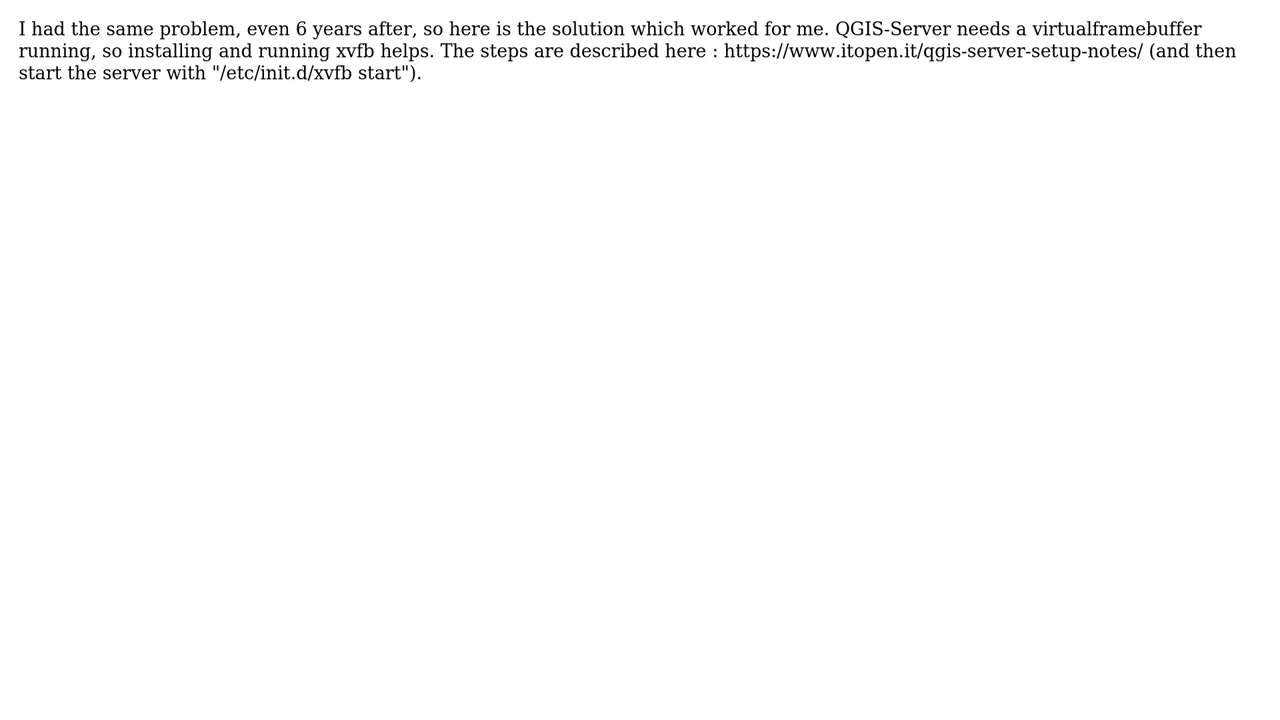 I had the same problem, even 6 years after, so here is the solution which worked for me. QGIS-Server needs a virtualframebuffer
running, so installing and running xvfb helps. The steps are described here : https://www.itopen.it/qgis-server-setup-notes/ (and then
start the server with "/etc/init.d/xvfb start").